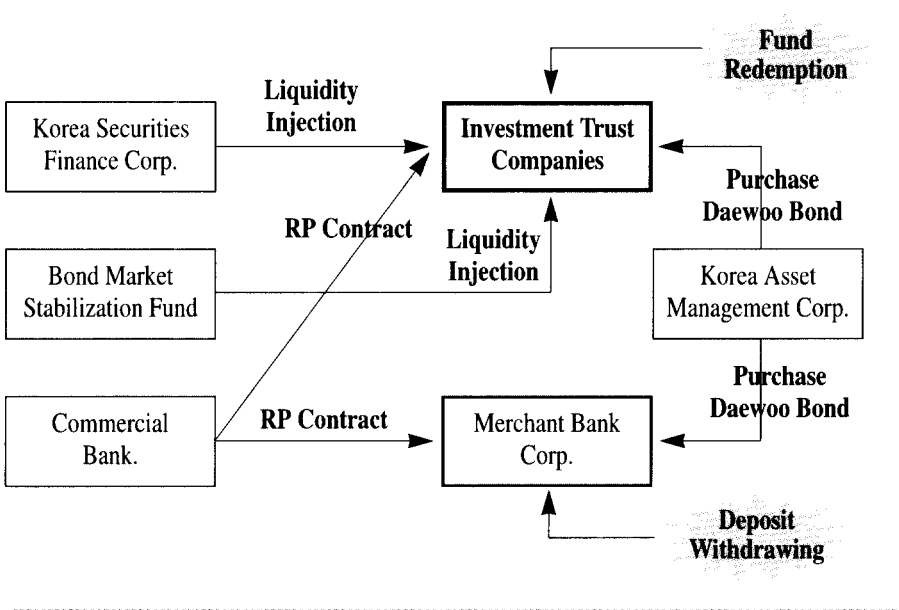 Fund
Redemption
Liquidity
Injection
Korea Securities
Finance Corp.
Investment Trust
Companies
Purchase
Daewoo Bond
RP Contract
Liquidity
Injection
Bond Market
Stabilization Fund
Korea Asset
Management Corp.
Purchase
Daewoo Bond
Commercial
Bank.
RP Contract
Merchant Bank
Corp.
Deposit
Withdrawing